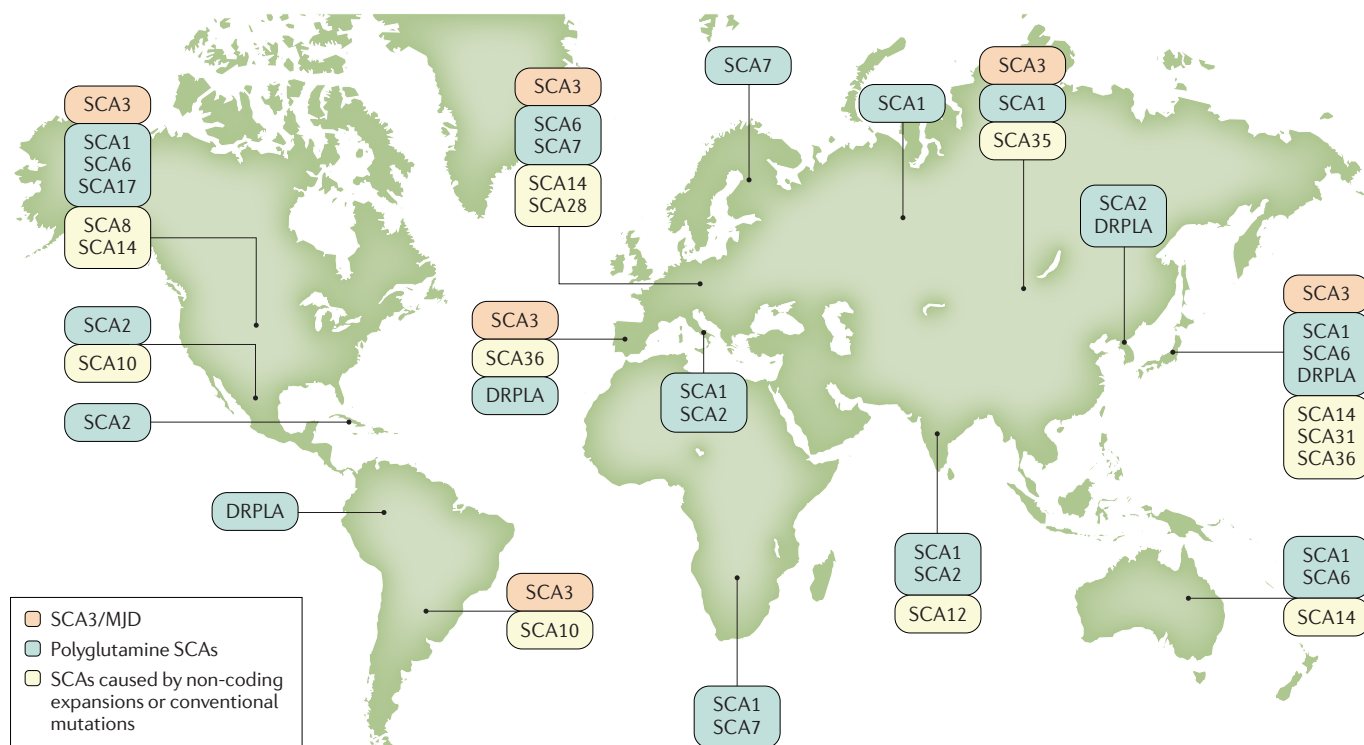 SCA3
SCA1
SCA6
SCA17
SCA8
SCA14
SCA2
SCA10
SCA2
DRPLA
SCA3
SCA10
SCA3
SCA6
SCA7
SCA14
SCA28
SCA3
SCA36
DRPLA
SCA7
SCA1
SCA2
SCA1
SCA7
SCA1
SCA3
SCA1
SCA35
SCA2
DRPLA
SCA1
SCA2
SCA12
SCA3
SCA1
SCA6
DRPLA
SCA14
SCA31
SCA36
SCA1
SCA6
SCA14
SCA3/MJD
Polyglutamine SCAs
SCAs caused by non-coding
expansions or conventional
mutations